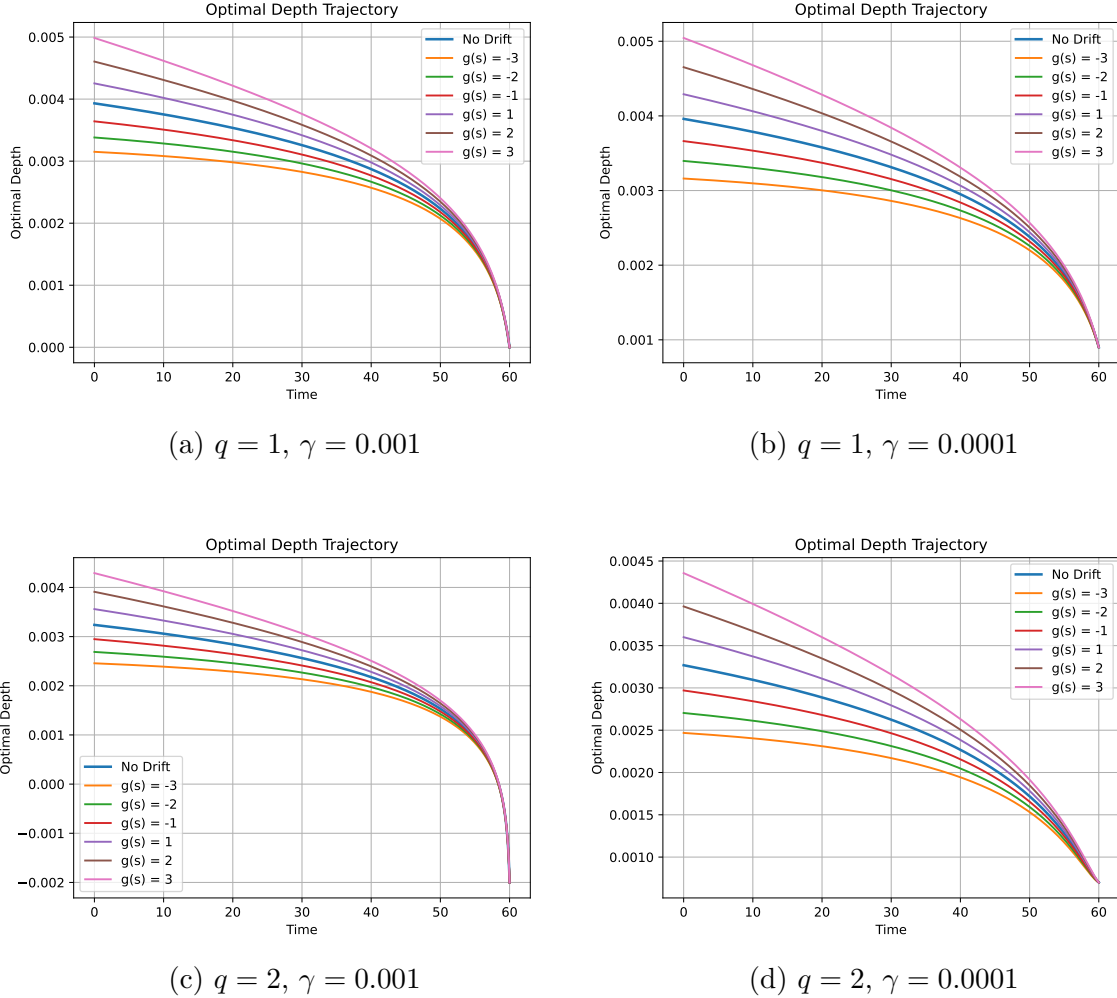 Optimal Depth Trajectory
0.005
0.004
0.003
0.002
0.001
0.000
Optimal Depth
No Drift
g(s) = -3
g(s) = -2
g(s) = -1
g(s) = 1
g(s) = 2
g(s) = 3
0 10 20 30 40 50 60
Time
(a) q = 1, γ = 0.001
Optimal Depth Trajectory
0.005
0.004
0.003
0.002
0.001
Optimal Depth
No Drift
g(s) = -3
g(s) = -2
g(s) = -1
g(s) = 1
g(s) = 2
g(s) = 3
0 10 20 30 40 50 60
Time
(b) q = 1, γ = 0.0001
Optimal Depth Trajectory
0.004
0.003
0.002
0.001
0.000
−0.001
−0.002
Optimal Depth
No Drift
g(s) = -3
g(s) = -2
g(s) = -1
g(s) = 1
g(s) = 2
g(s) = 3
0 10 20 30 40 50 60
Time
(c) q = 2, γ = 0.001
Optimal Depth Trajectory
0.0045
0.0040
0.0035
0.0030
0.0025
0.0020
0.0015
0.0010
Optimal Depth
No Drift
g(s) = -3
g(s) = -2
g(s) = -1
g(s) = 1
g(s) = 2
g(s) = 3
0 10 20 30 40 50 60
Time
(d) q = 2, γ = 0.0001